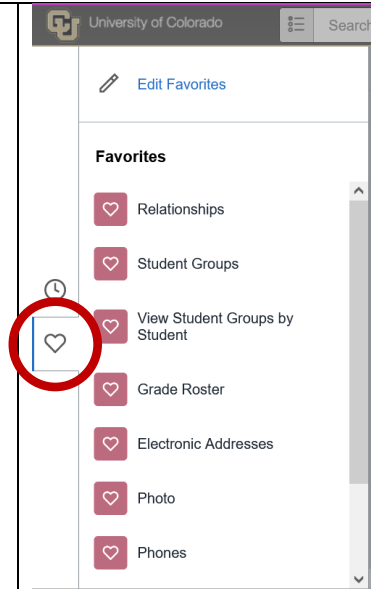 CU University of Colorado Search
Edit Favorites
Favorites
Relationships
Student Groups
View Student Groups by
Student
Grade Roster
Electronic Addresses
Photo
Phones